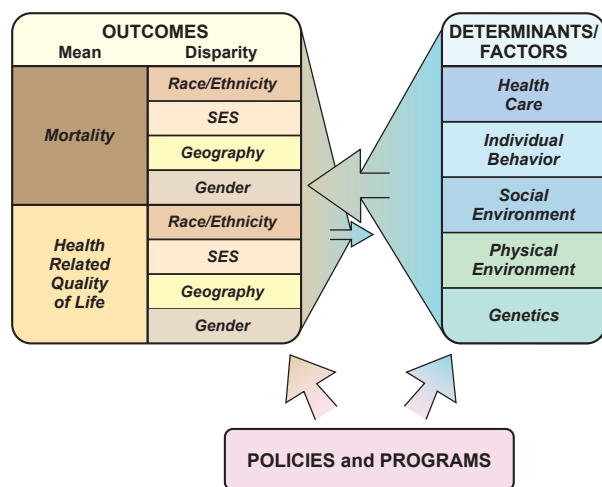 OUTCOMES
Mean
Disparity
Mortality
Race/Ethnicity
SES
Geography
Gender
Health
Related
Quality
of Life
Race/Ethnicity
SES
Geography
Gender
DETERMINANTS/
FACTORS
Health
Care
Individual
Behavior
Social
Environment
Physical
Environment
Genetics
POLICIES and PROGRAMS